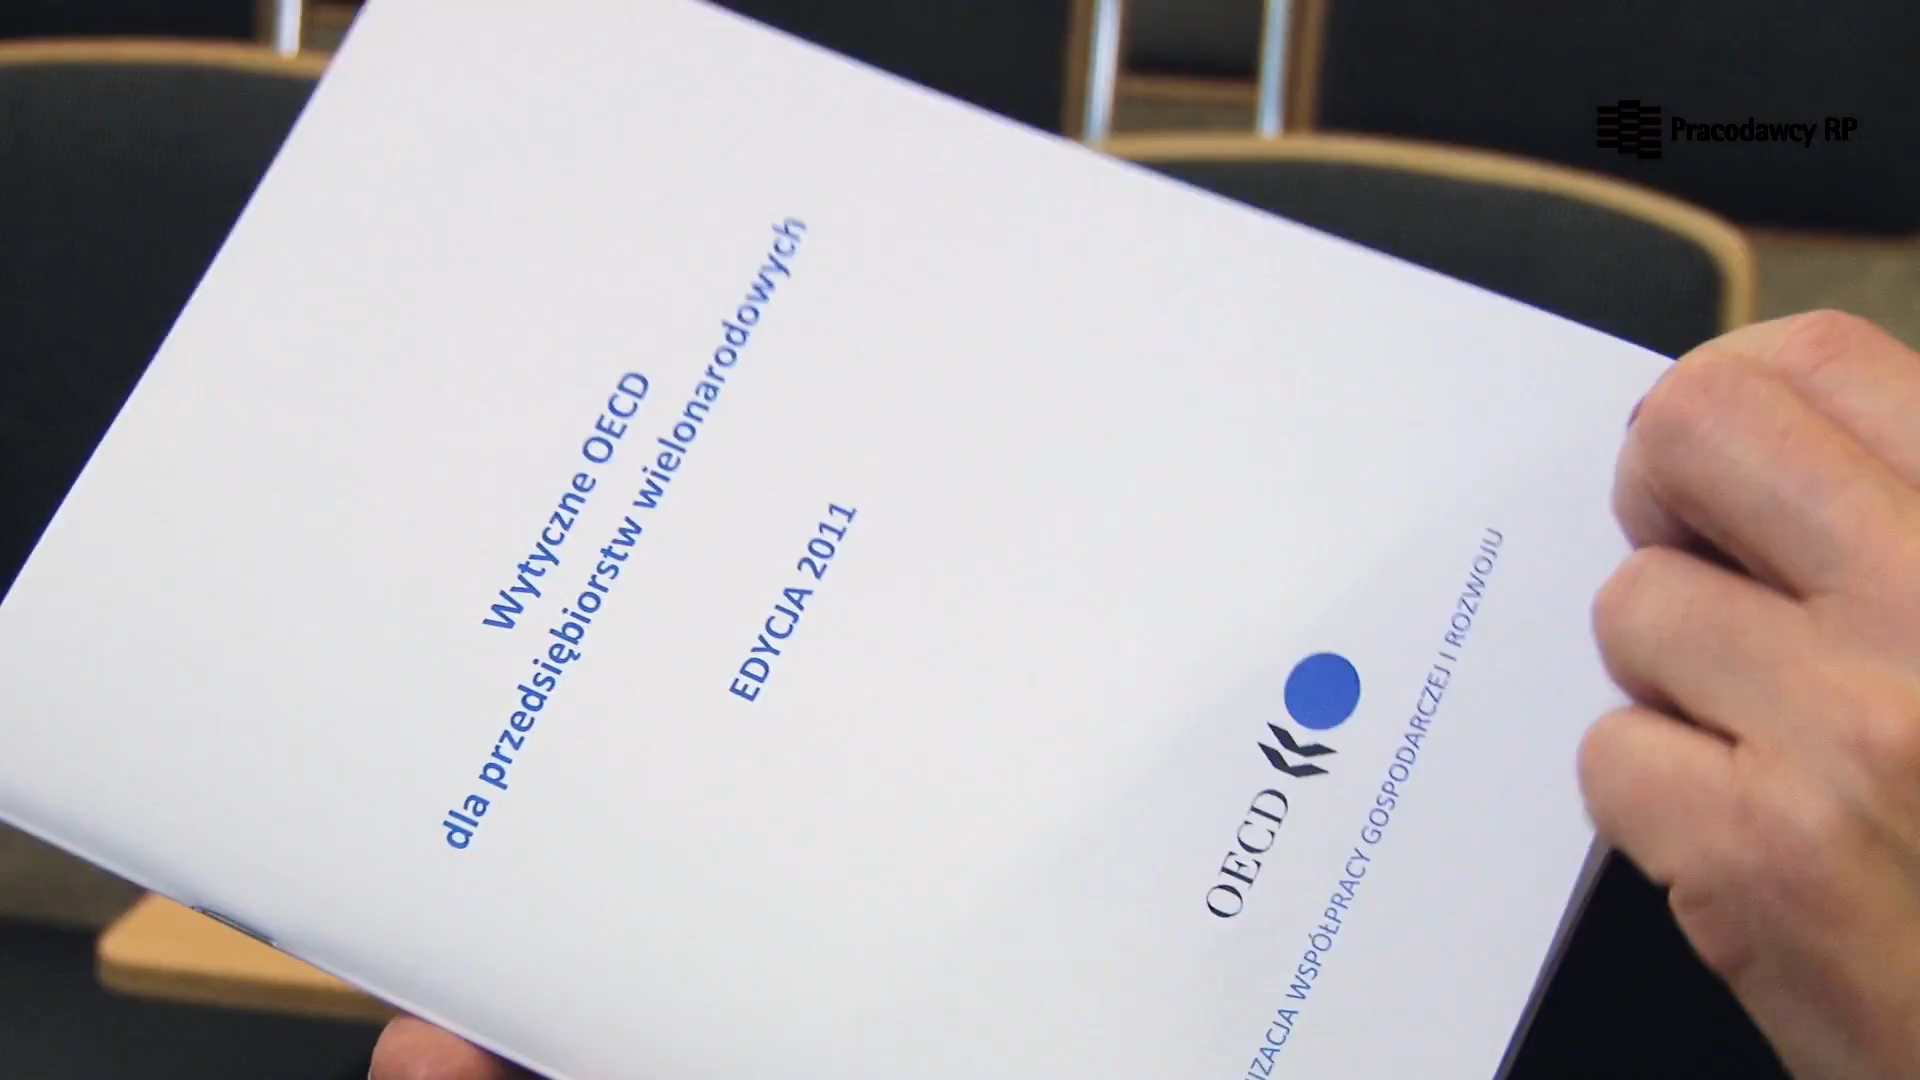 Pracodawcy RP
Wytyczne OECD
dla przedsiębiorstw wielonarodowych
EDYCJA 2011
OECD
IZACJA WSPÓŁPRACY GOSPODARCZEJ I ROZWOJU